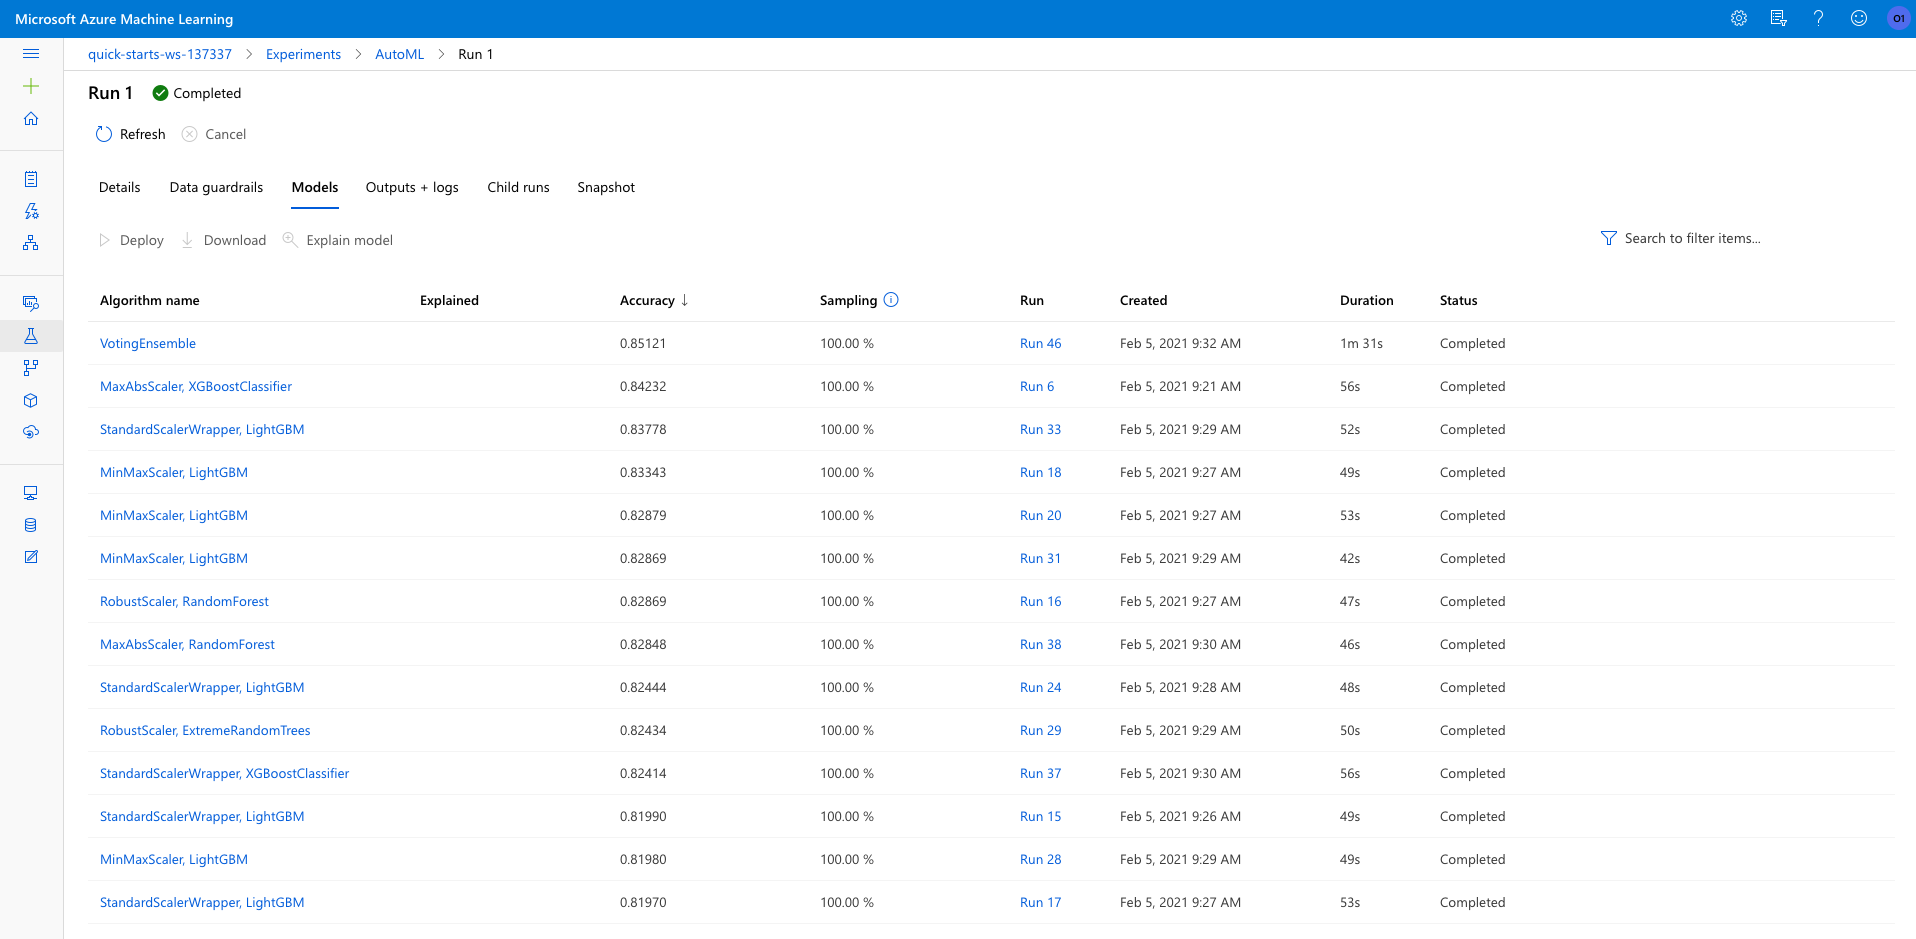 Microsoft Azure Machine Learning
O1
quick-starts-ws-137337 > Experiments > AutoML > Run 1
Run 1 Completed
Refresh Cancel
Details Data guardrails Models Outputs + logs Child runs Snapshot
Deploy Download Explain model Search to filter items...
Algorithm name Explained Accuracy ↓ Sampling Run Created Duration Status
VotingEnsemble 0.85121 100.00 % Run 46 Feb 5, 2021 9:32 AM 1m 31s Completed
MaxAbsScaler, XGBoostClassifier 0.84232 100.00 % Run 6 Feb 5, 2021 9:21 AM 56s Completed
StandardScalerWrapper, LightGBM 0.83778 100.00 % Run 33 Feb 5, 2021 9:29 AM 52s Completed
MinMaxScaler, LightGBM 0.83343 100.00 % Run 18 Feb 5, 2021 9:27 AM 49s Completed
MinMaxScaler, LightGBM 0.82879 100.00 % Run 20 Feb 5, 2021 9:27 AM 53s Completed
MinMaxScaler, LightGBM 0.82869 100.00 % Run 31 Feb 5, 2021 9:29 AM 42s Completed
RobustScaler, RandomForest 0.82869 100.00 % Run 16 Feb 5, 2021 9:27 AM 47s Completed
MaxAbsScaler, RandomForest 0.82848 100.00 % Run 38 Feb 5, 2021 9:30 AM 46s Completed
StandardScalerWrapper, LightGBM 0.82444 100.00 % Run 24 Feb 5, 2021 9:28 AM 48s Completed
RobustScaler, ExtremeRandomTrees 0.82434 100.00 % Run 29 Feb 5, 2021 9:29 AM 50s Completed
StandardScalerWrapper, XGBoostClassifier 0.82414 100.00 % Run 37 Feb 5, 2021 9:30 AM 56s Completed
StandardScalerWrapper, LightGBM 0.81990 100.00 % Run 15 Feb 5, 2021 9:26 AM 49s Completed
MinMaxScaler, LightGBM 0.81980 100.00 % Run 28 Feb 5, 2021 9:29 AM 49s Completed
StandardScalerWrapper, LightGBM 0.81970 100.00 % Run 17 Feb 5, 2021 9:27 AM 53s Completed